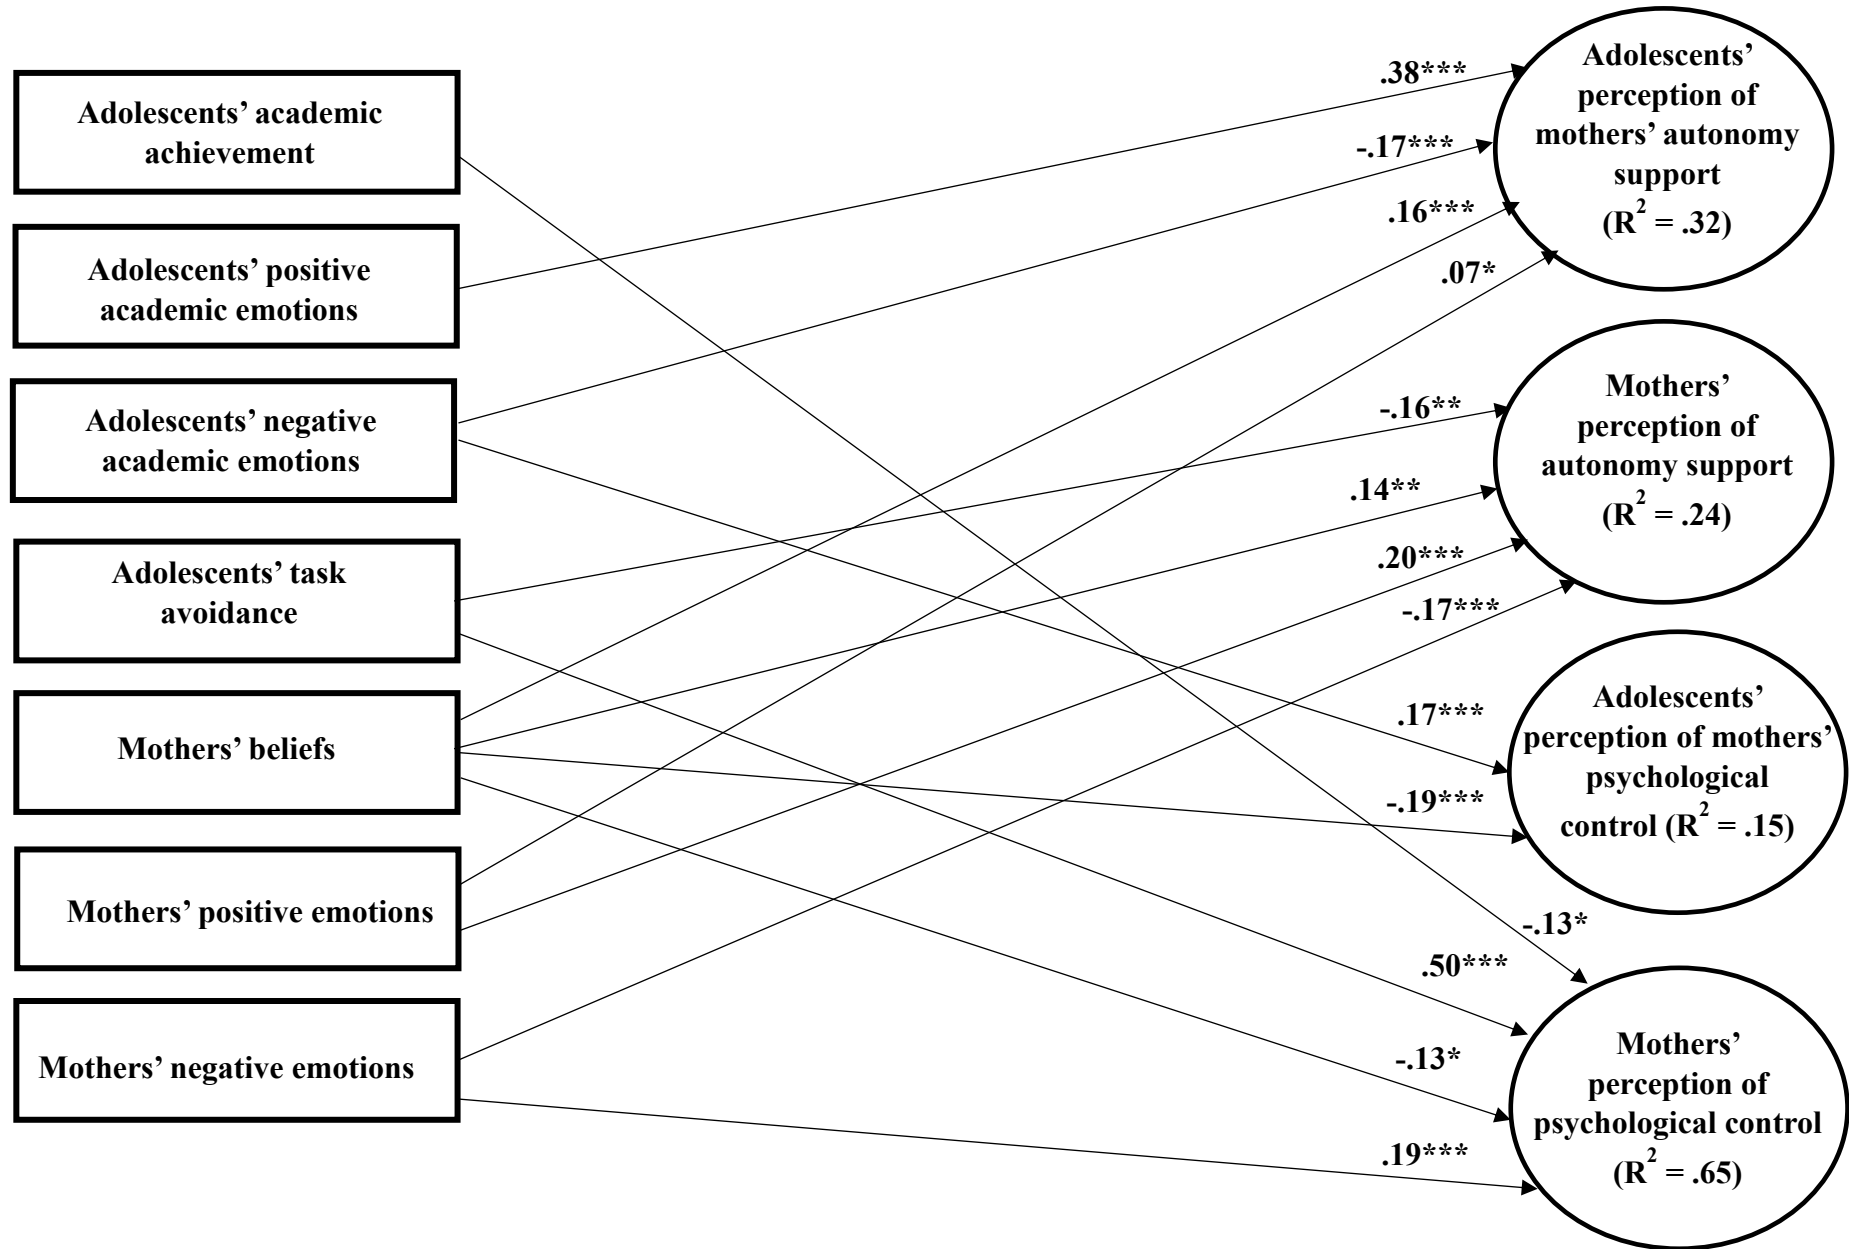 Adolescents’ academic
achievement
Adolescents’ positive
academic emotions
Adolescents’ negative
academic emotions
Adolescents’ task
avoidance
Mothers’ beliefs
Mothers’ positive emotions
Mothers’ negative emotions
.38***
-.17***
.16***
.07*
-.16**
.14**
.20***
-.17***
.17***
-.19***
-.13*
.50***
-.13*
.19***
Adolescents’
perception of
mothers’ autonomy
support
(R² = .32)
Mothers’
perception of
autonomy support
(R² = .24)
Adolescents’
perception of mothers’
psychological
control (R² = .15)
Mothers’
perception of
psychological control
(R² = .65)